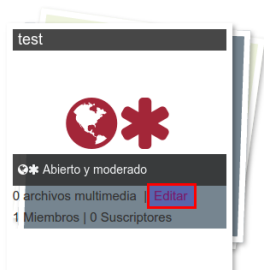 test
Abierto y moderado
0 archivos multimedia | Editar
1 Miembros | 0 Suscriptores